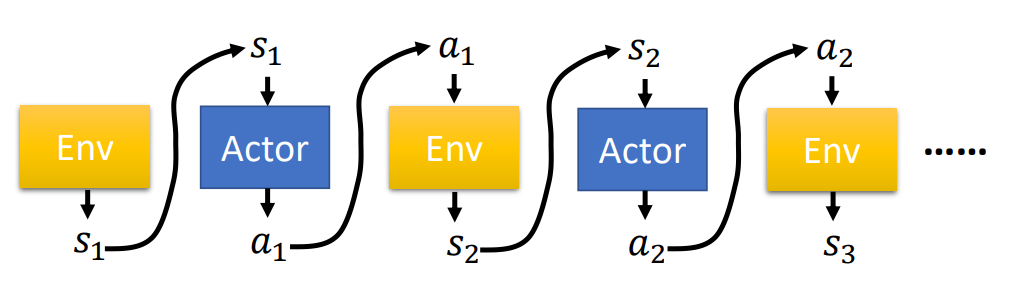 s₁ a₁ s₂ a₂
Env Actor Env Actor Env ......
s₁ a₁ s₂ a₂ s₃